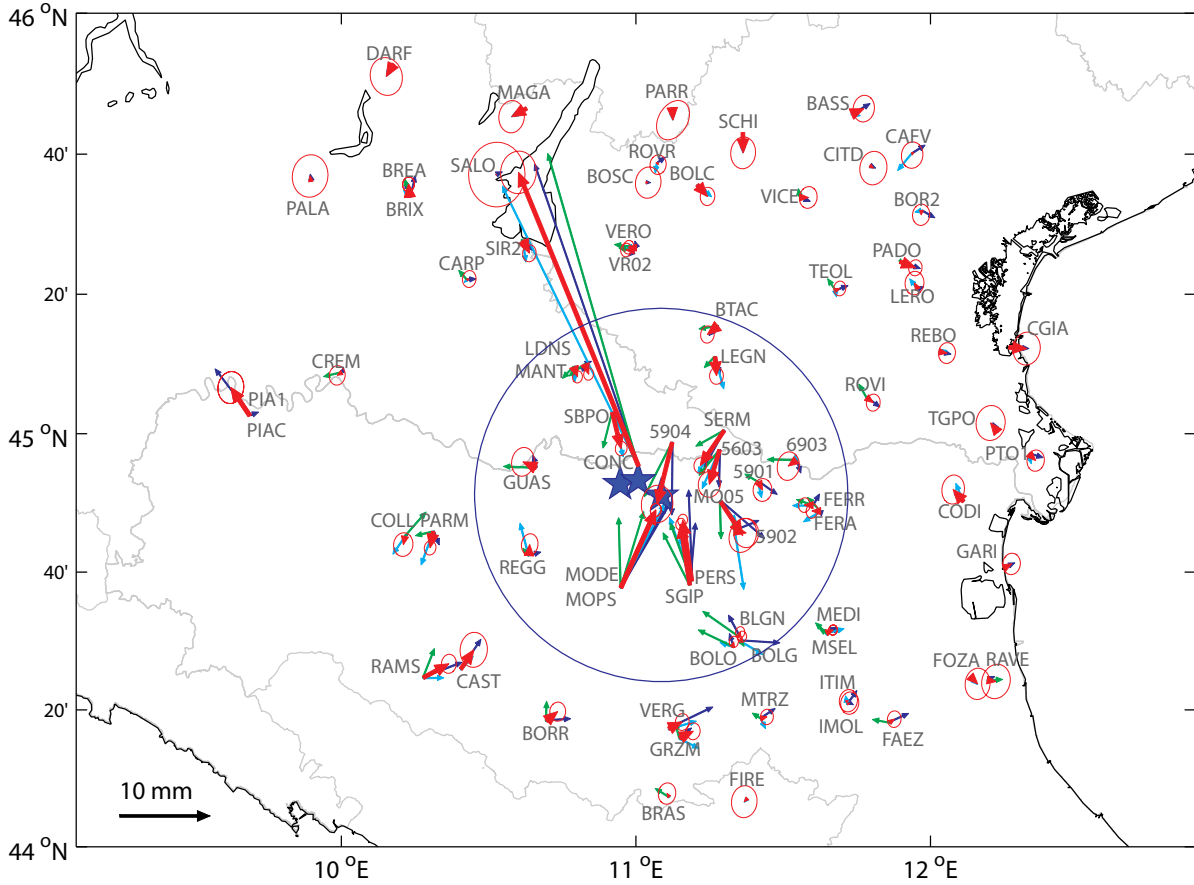 46 °N
DARF
MAGA
PARR
BASS
SCHI
CAFV
40'
ROVR
CITD
SALO
BREA
BOSC
BOLC
PALA
BRIX
VICE
BOR2
VERO
SIR2
PADO
CARP
VR02
TEOL
20'
LERO
BTAC
LDNS
REBO
CGIA
CREM
MANT
LEGN
PIA1
ROVI
PIAC
SBPO
SERM
TGPO
45 °N
5904
5603
6903
CONC
5901
PTO1
GUAS
MO05
FERR
CODI
COLL
PARM
FERA
5902
GARI
REGG
MODE
PERS
40'
MOPS
SGIP
BLGN
MEDI
BOLO
BOLG
MSEL
RAMS
CAST
FOZA
RAVE
ITIM
20'
VERG
MTRZ
BORR
IMOL
FAEZ
GRZM
10 mm
FIRE
BRAS
44 °N
10 °E
11 °E
12 °E